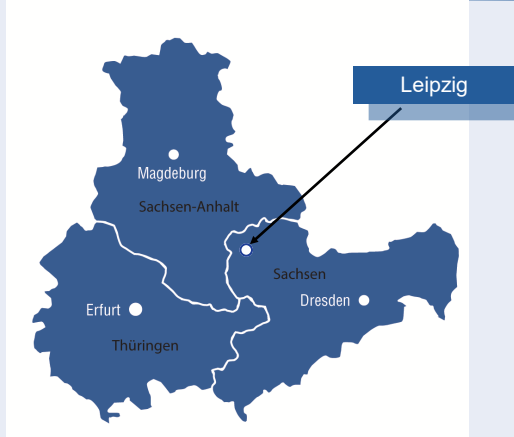 Leipzig
Magdeburg
Sachsen-Anhalt
Sachsen
Dresden
Erfurt
Thüringen